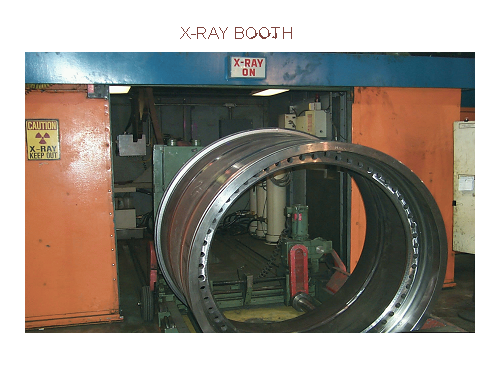 X-RAY BOOTH
X-RAY
ON
CAUTION
X-RAY
KEEP OUT